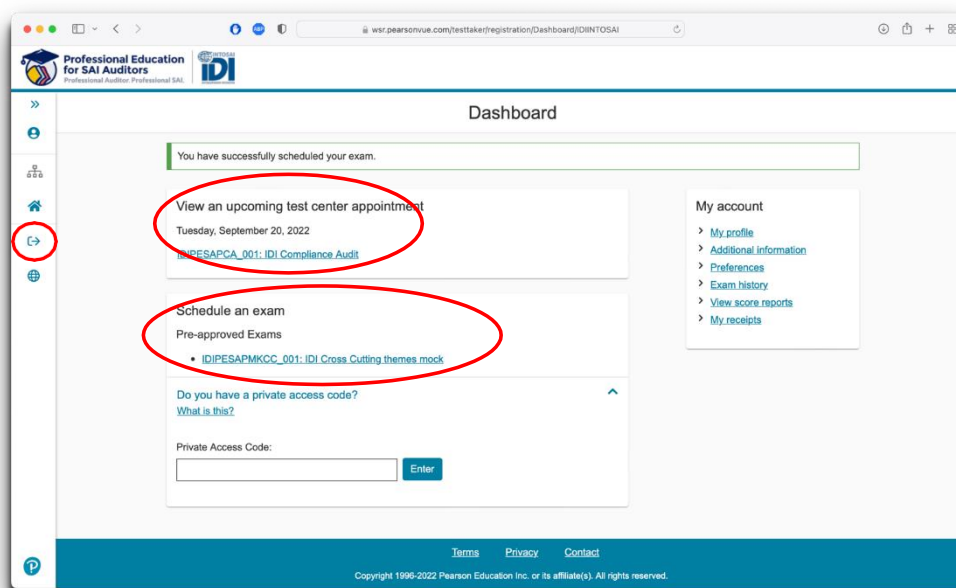 wsr.pearsonvue.com/testtaker/registration/Dashboard/IDIINTOSAI
ABP
Professional Education
for SAI Auditors
Professional Auditor. Professional SAI.
INTOSAI
IDI
Dashboard
You have successfully scheduled your exam.
View an upcoming test center appointment
Tuesday, September 20, 2022
IDIPESAPCA_001: IDI Compliance Audit
Schedule an exam
Pre-approved Exams
IDIPESAPMKCC_001: IDI Cross Cutting themes mock
Do you have a private access code?
What is this?
Private Access Code:
Enter
My account
My profile
Additional information
Preferences
Exam history
View score reports
My receipts
Terms Privacy Contact
Copyright 1996-2022 Pearson Education Inc. or its affiliate(s). All rights reserved.